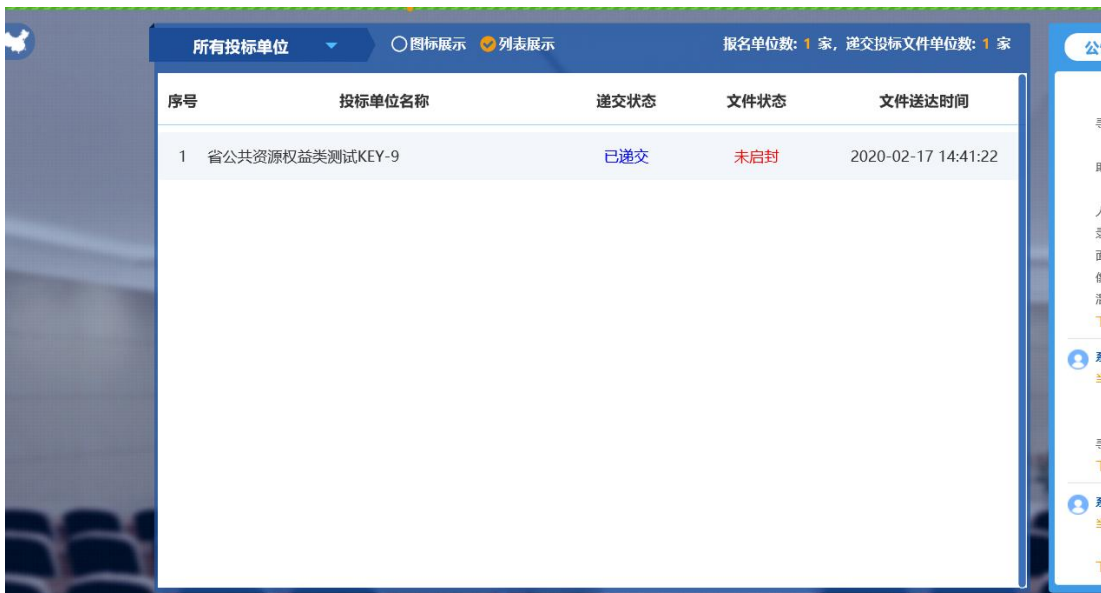 所有投标单位 图标展示 列表展示 报名单位数: 1 家, 递交投标文件单位数: 1 家
序号 投标单位名称 递交状态 文件状态 文件送达时间
1 省公共资源权益类测试KEY-9 已递交 未启封 2020-02-17 14:41:22